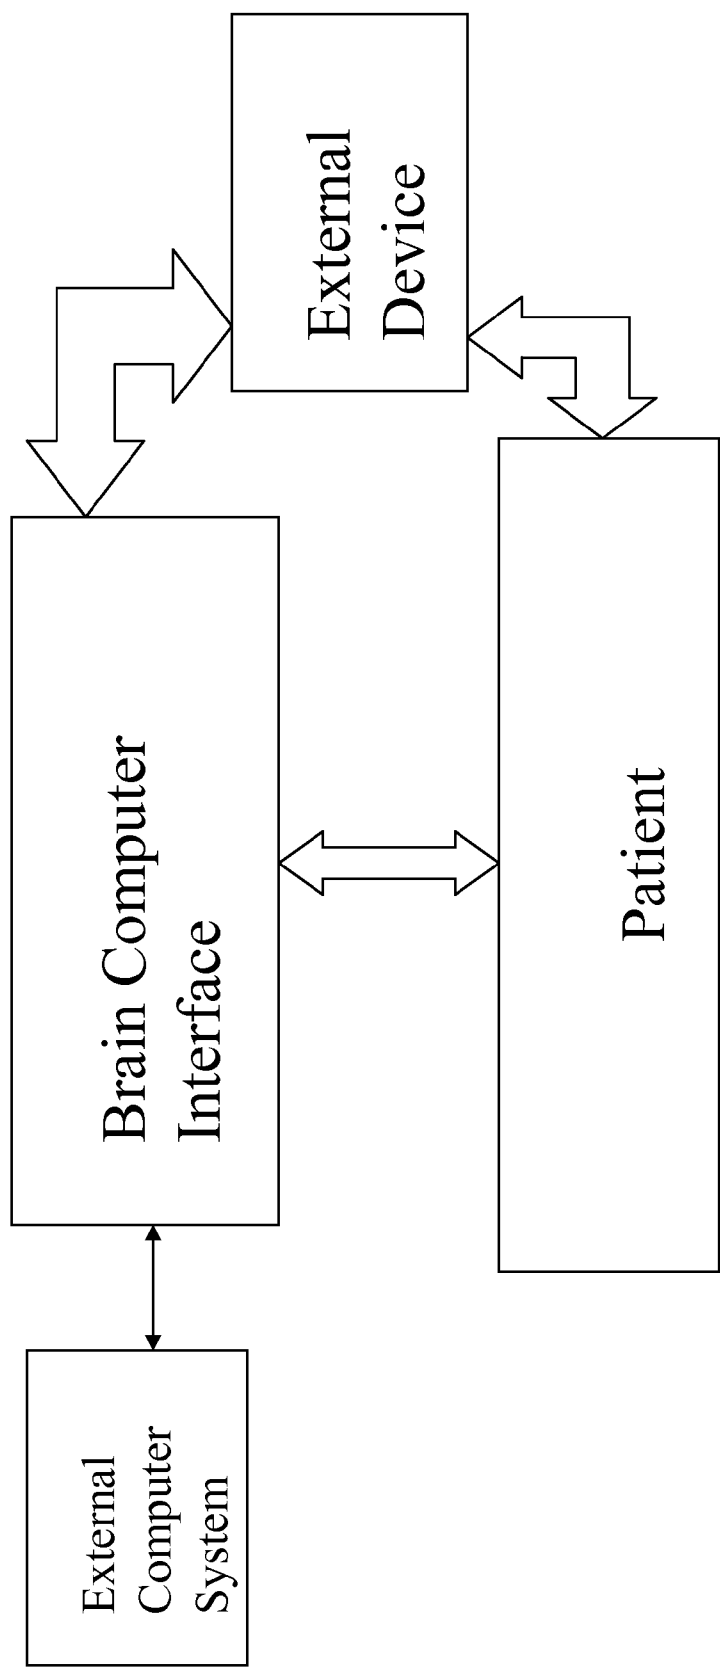 External
Computer
System
Brain Computer
Interface
External
Device
Patient